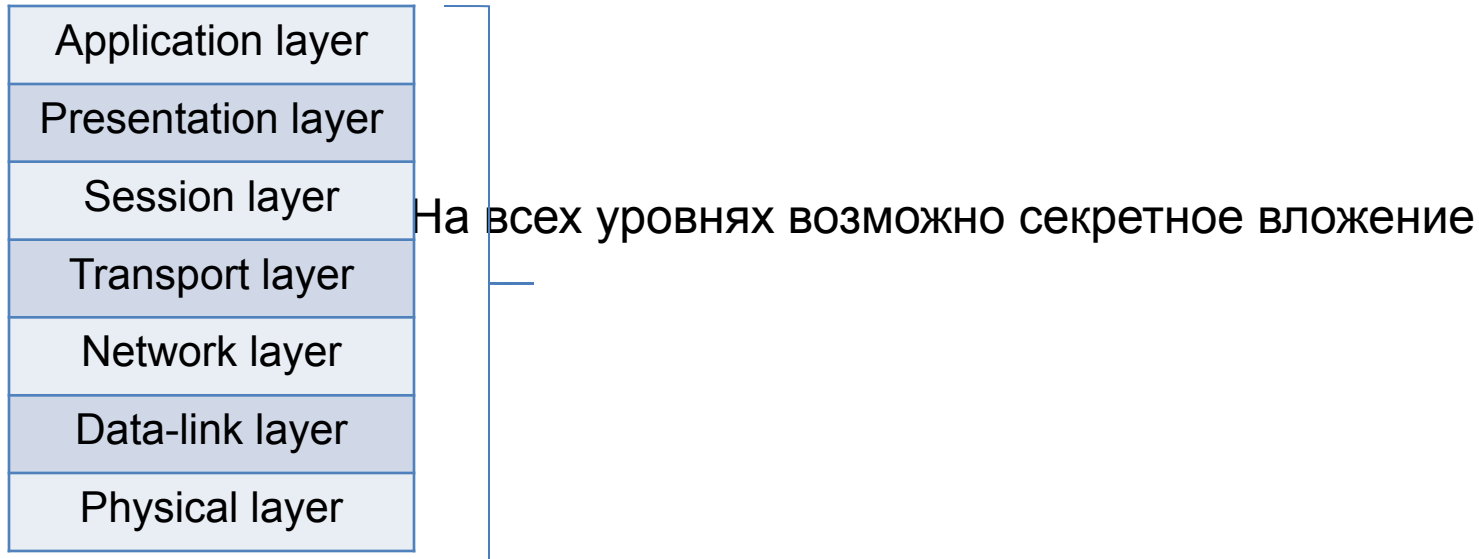 Application layer
Presentation layer
Session layer
На всех уровнях возможно секретное вложение
Transport layer
Network layer
Data-link layer
Physical layer